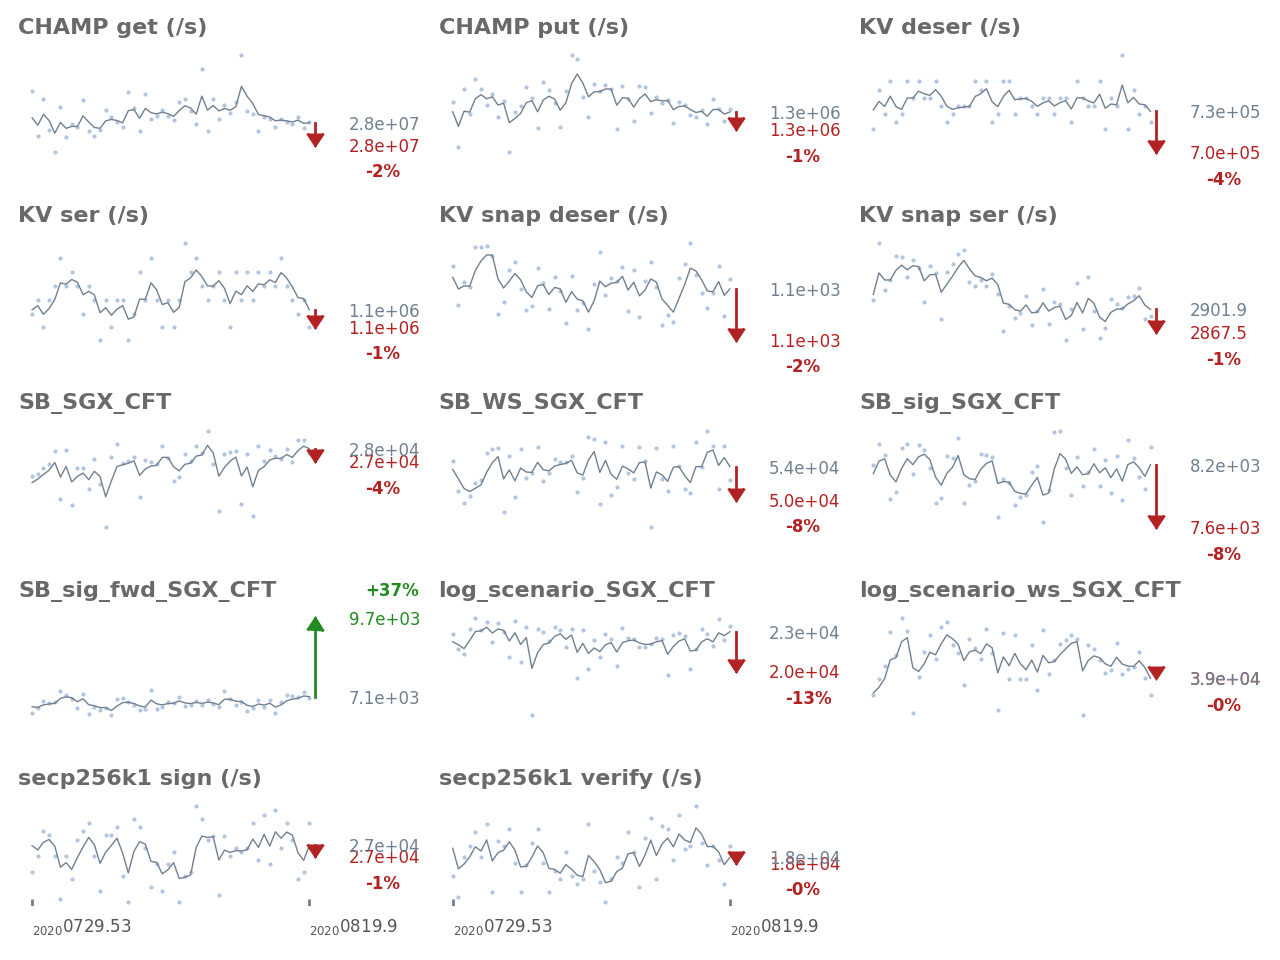 CHAMP get (/s)
2.8e+07
2.8e+07
-2%
CHAMP put (/s)
1.3e+06
1.3e+06
-1%
KV deser (/s)
7.3e+05
7.0e+05
-4%
KV ser (/s)
1.1e+06
1.1e+06
-1%
KV snap deser (/s)
1.1e+03
1.1e+03
-2%
KV snap ser (/s)
2901.9
2867.5
-1%
SB_SGX_CFT
2.8e+04
2.7e+04
-4%
SB_WS_SGX_CFT
5.4e+04
5.0e+04
-8%
SB_sig_SGX_CFT
8.2e+03
7.6e+03
-8%
SB_sig_fwd_SGX_CFT
+37%
9.7e+03
7.1e+03
log_scenario_SGX_CFT
2.3e+04
2.0e+04
-13%
log_scenario_ws_SGX_CFT
3.9e+04
3.9e+04
-0%
secp256k1 sign (/s)
2.7e+04
2.7e+04
-1%
20200729.53
20200819.9
secp256k1 verify (/s)
1.8e+04
1.8e+04
-0%
20200729.53
20200819.9